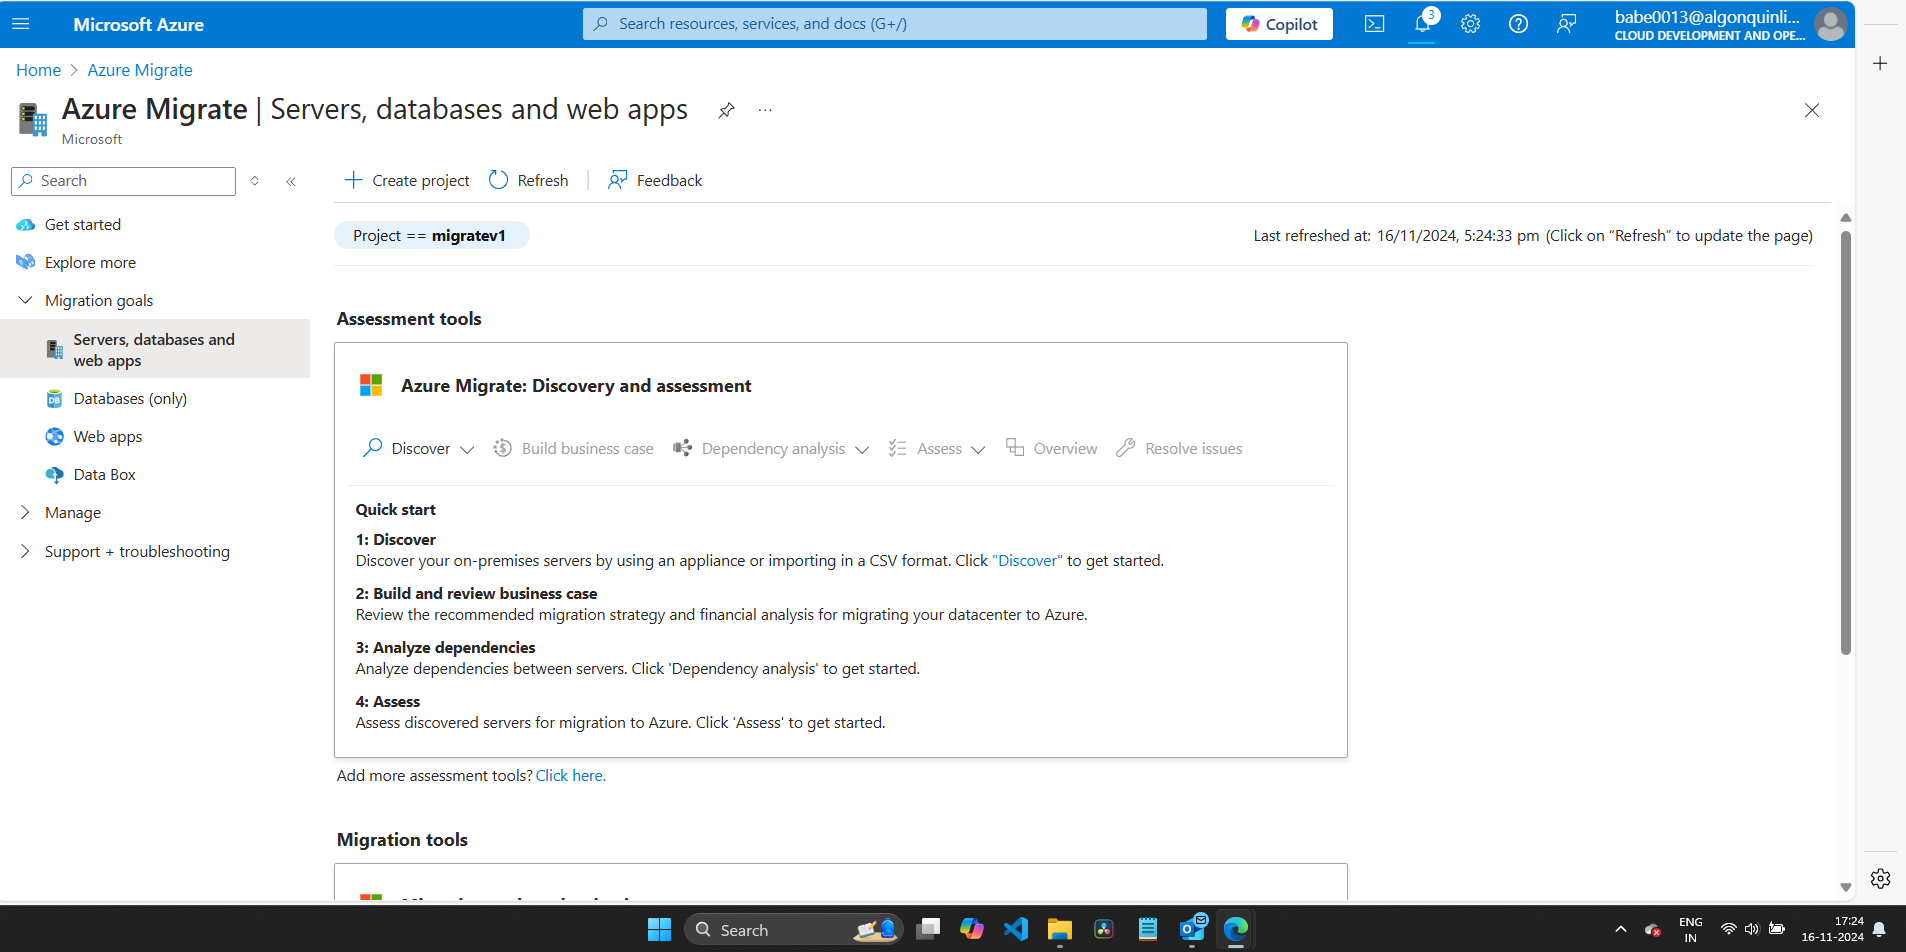 Microsoft Azure
Search resources, services, and docs (G+/)
Copilot
3
babe0013@algonquinli...
CLOUD DEVELOPMENT AND OPE...
Home > Azure Migrate
Azure Migrate | Servers, databases and web apps
...
Microsoft
Search
Create project
Refresh
Feedback
Get started
Explore more
Migration goals
Servers, databases and
web apps
Databases (only)
Web apps
Data Box
Manage
Support + troubleshooting
Project == migratev1
Last refreshed at: 16/11/2024, 5:24:33 pm (Click on “Refresh” to update the page)
Assessment tools
Azure Migrate: Discovery and assessment
Discover
Build business case
Dependency analysis
Assess
Overview
Resolve issues
Quick start
1: Discover
Discover your on-premises servers by using an appliance or importing in a CSV format. Click "Discover" to get started.
2: Build and review business case
Review the recommended migration strategy and financial analysis for migrating your datacenter to Azure.
3: Analyze dependencies
Analyze dependencies between servers. Click 'Dependency analysis' to get started.
4: Assess
Assess discovered servers for migration to Azure. Click 'Assess' to get started.
Add more assessment tools? Click here.
Migration tools
Search
ENG
IN
17:24
16-11-2024